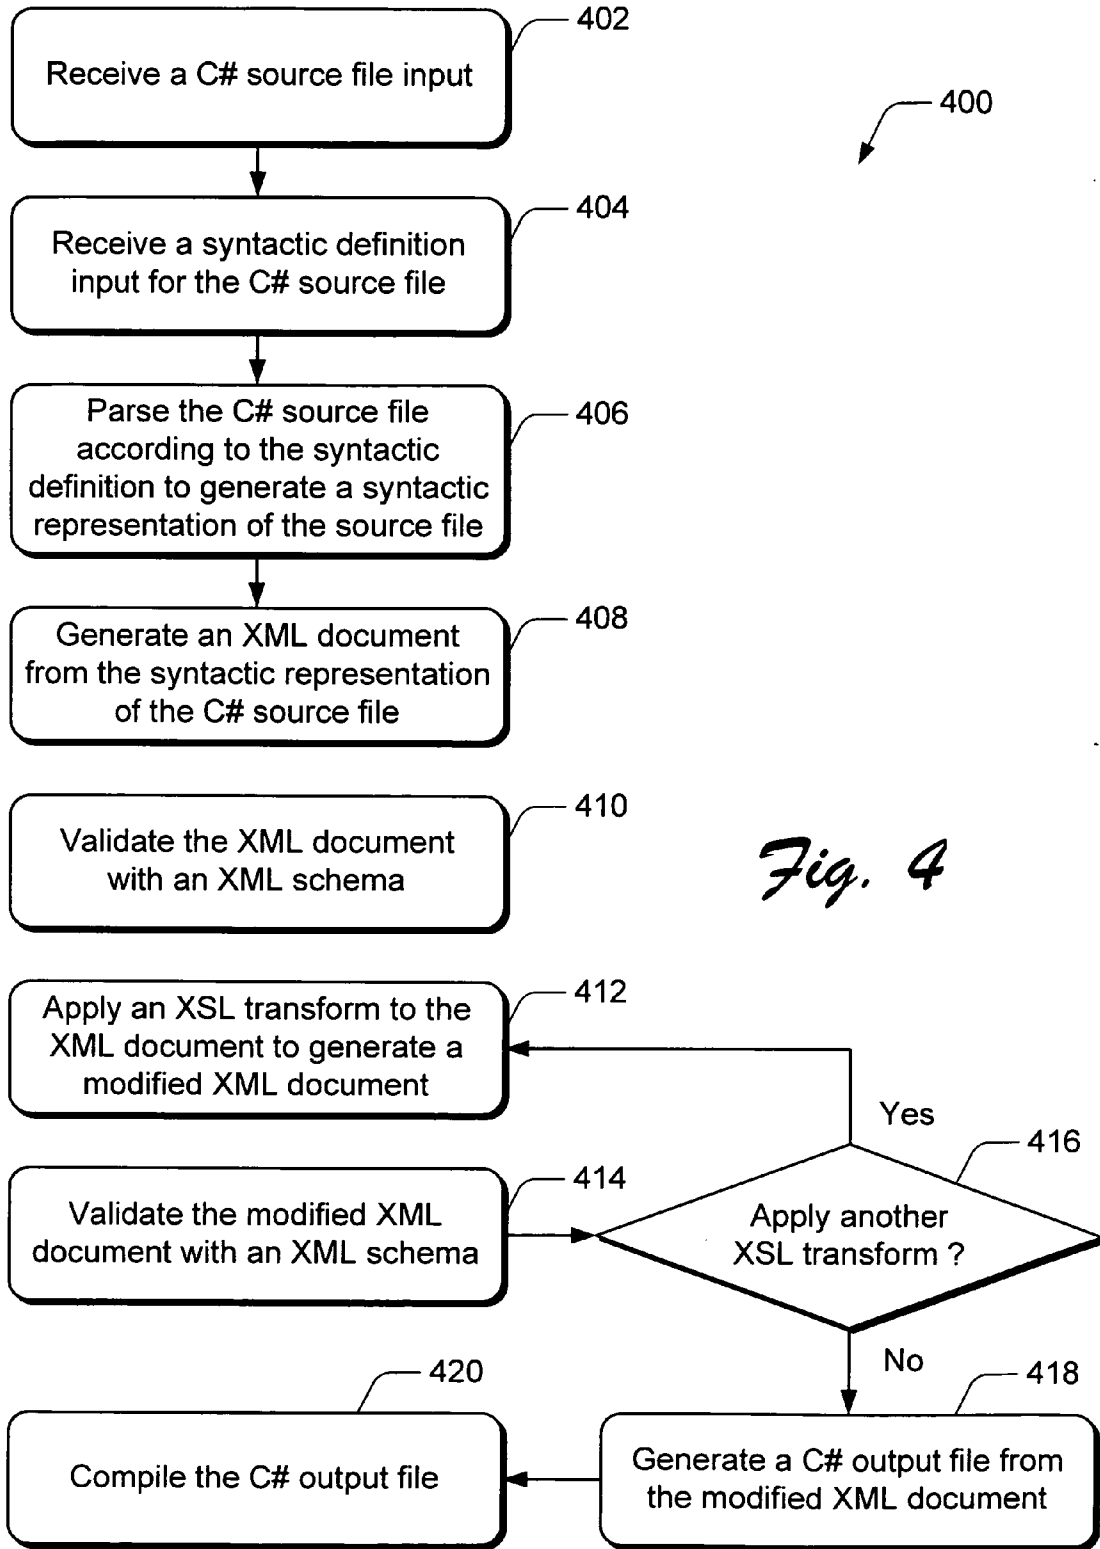 402
Receive a C# source file input
400
404
Receive a syntactic definition
input for the C# source file
406
Parse the C# source file
according to the syntactic
definition to generate a syntactic
representation of the source file
408
Generate an XML document
from the syntactic representation
of the C# source file
410
Validate the XML document
with an XML schema
Fig. 4
412
Apply an XSL transform to the
XML document to generate a
modified XML document
Yes
416
414
Validate the modified XML
document with an XML schema
Apply another
XSL transform ?
No
420
418
Compile the C# output file
Generate a C# output file from
the modified XML document